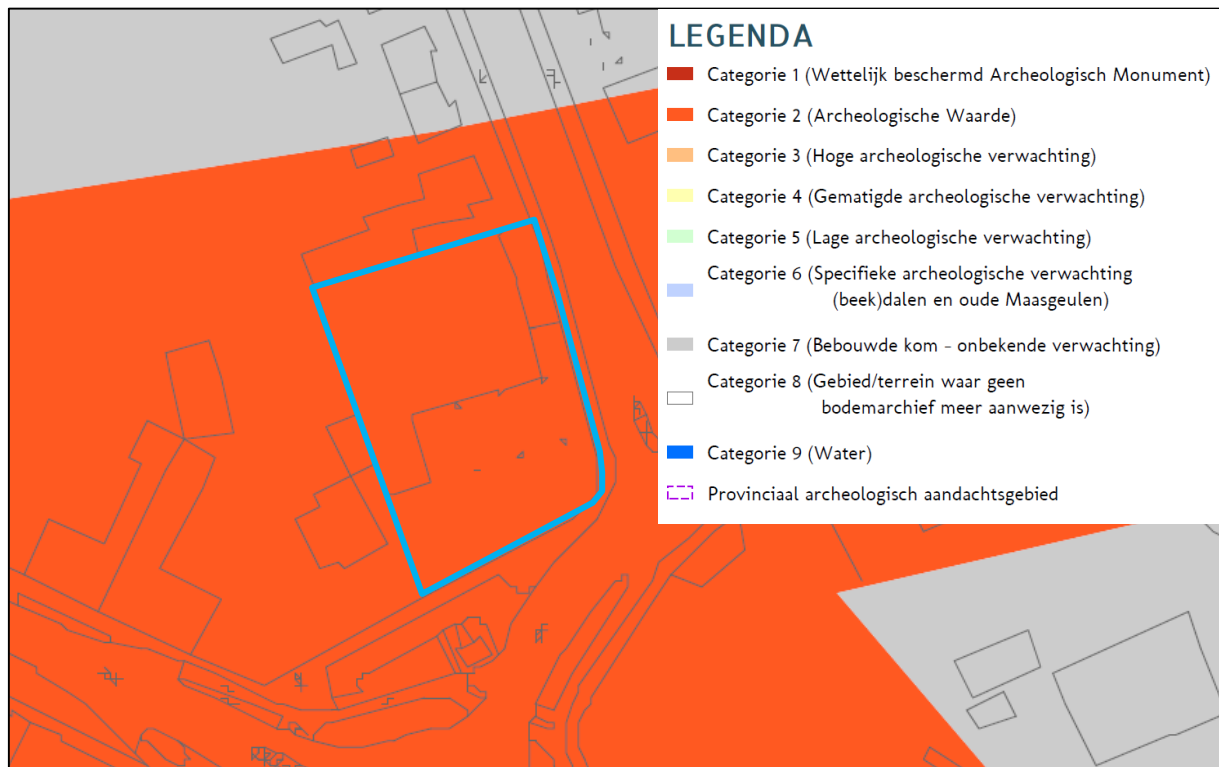 LEGENDA
Categorie 1 (Wettelijk beschermd Archeologisch Monument)
Categorie 2 (Archeologische Waarde)
Categorie 3 (Hoge archeologische verwachting)
Categorie 4 (Gematigde archeologische verwachting)
Categorie 5 (Lage archeologische verwachting)
Categorie 6 (Specifieke archeologische verwachting
(beek)dalen en oude Maasgeulen)
Categorie 7 (Bebouwde kom - onbekende verwachting)
Categorie 8 (Gebied/terrein waar geen
bodemarchief meer aanwezig is)
Categorie 9 (Water)
Provinciaal archeologisch aandachtsgebied